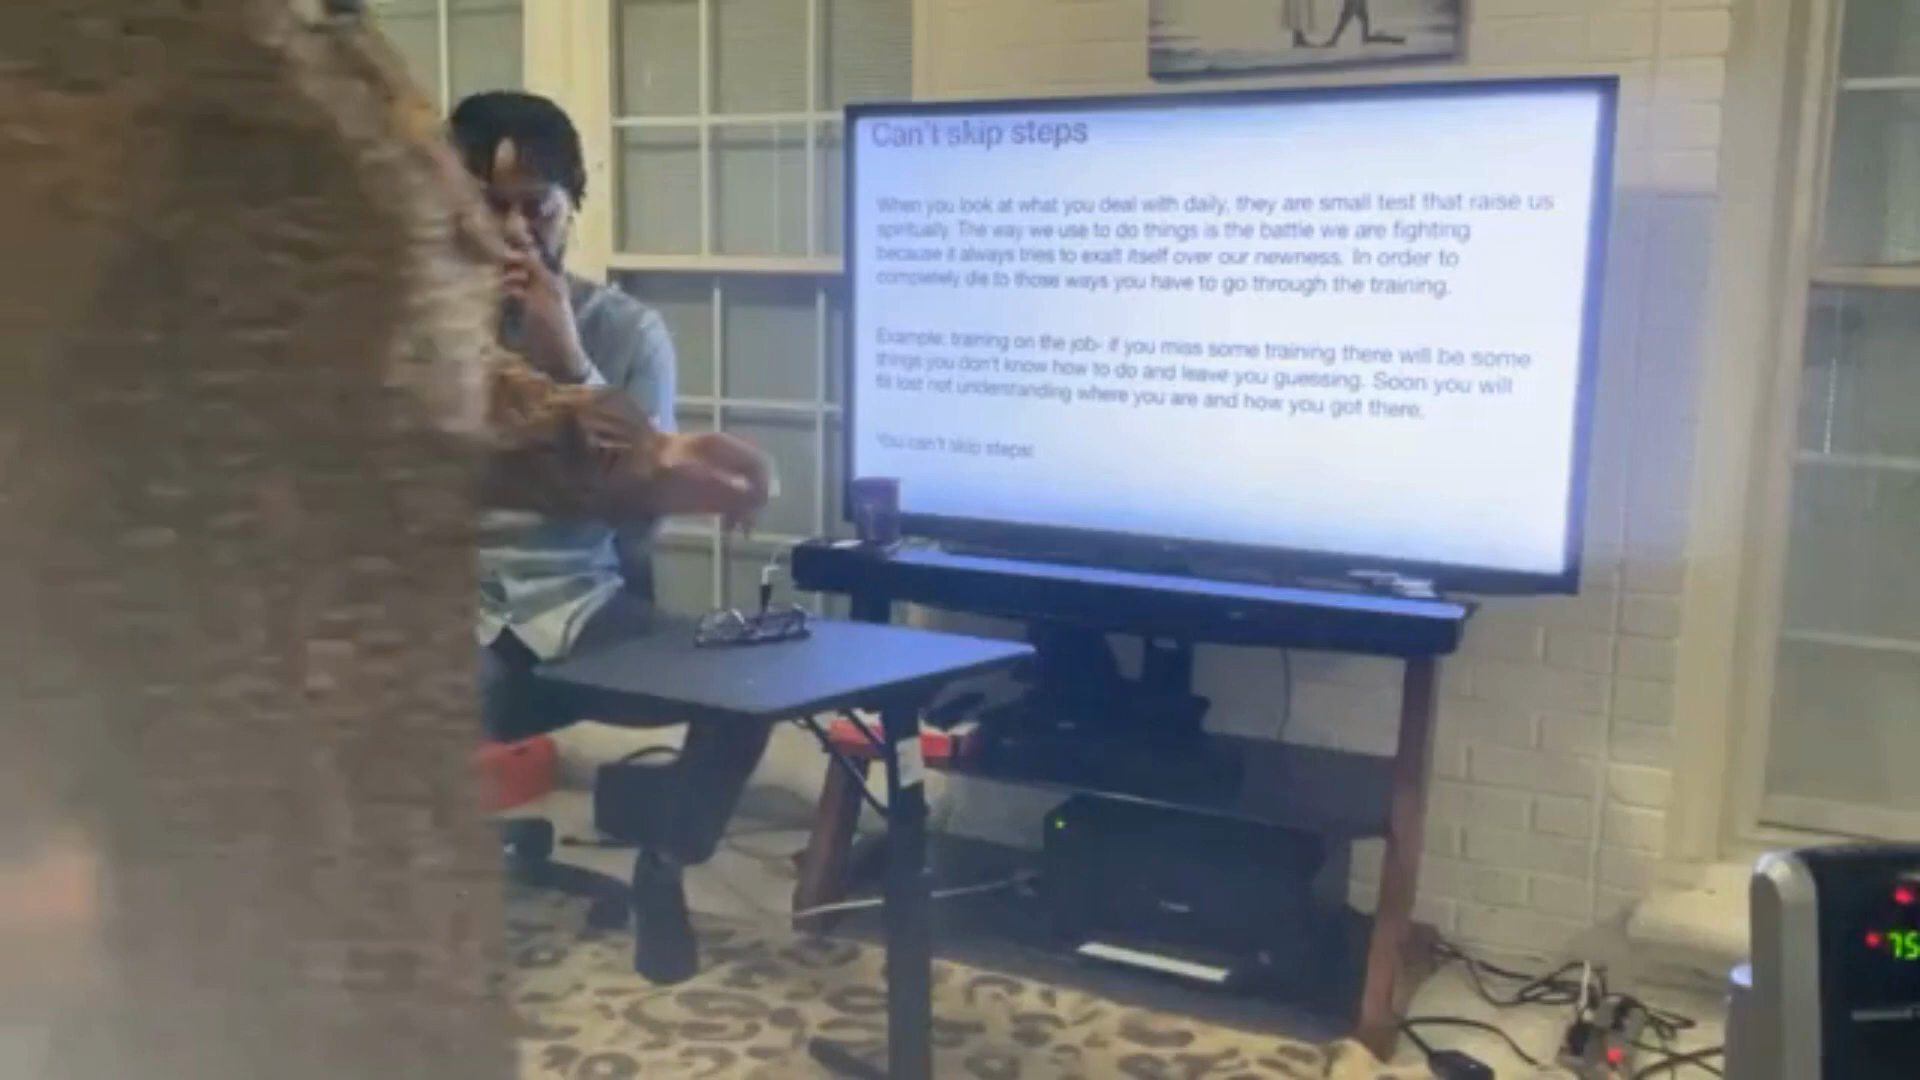 Can't skip steps
When you look at what you deal with daily, they are small test that raise us
spiritually. The way we use to do things is the battle we are fighting
because it always tries to exalt itself over our newness. In order to
completely die to those ways you have to go through the training.
Example: training on the job- if you miss some training there will be some
things you don't know how to do and leave you guessing. Soon you will
fill lost not understanding where you are and how you got there.
You can't skip steps!
75